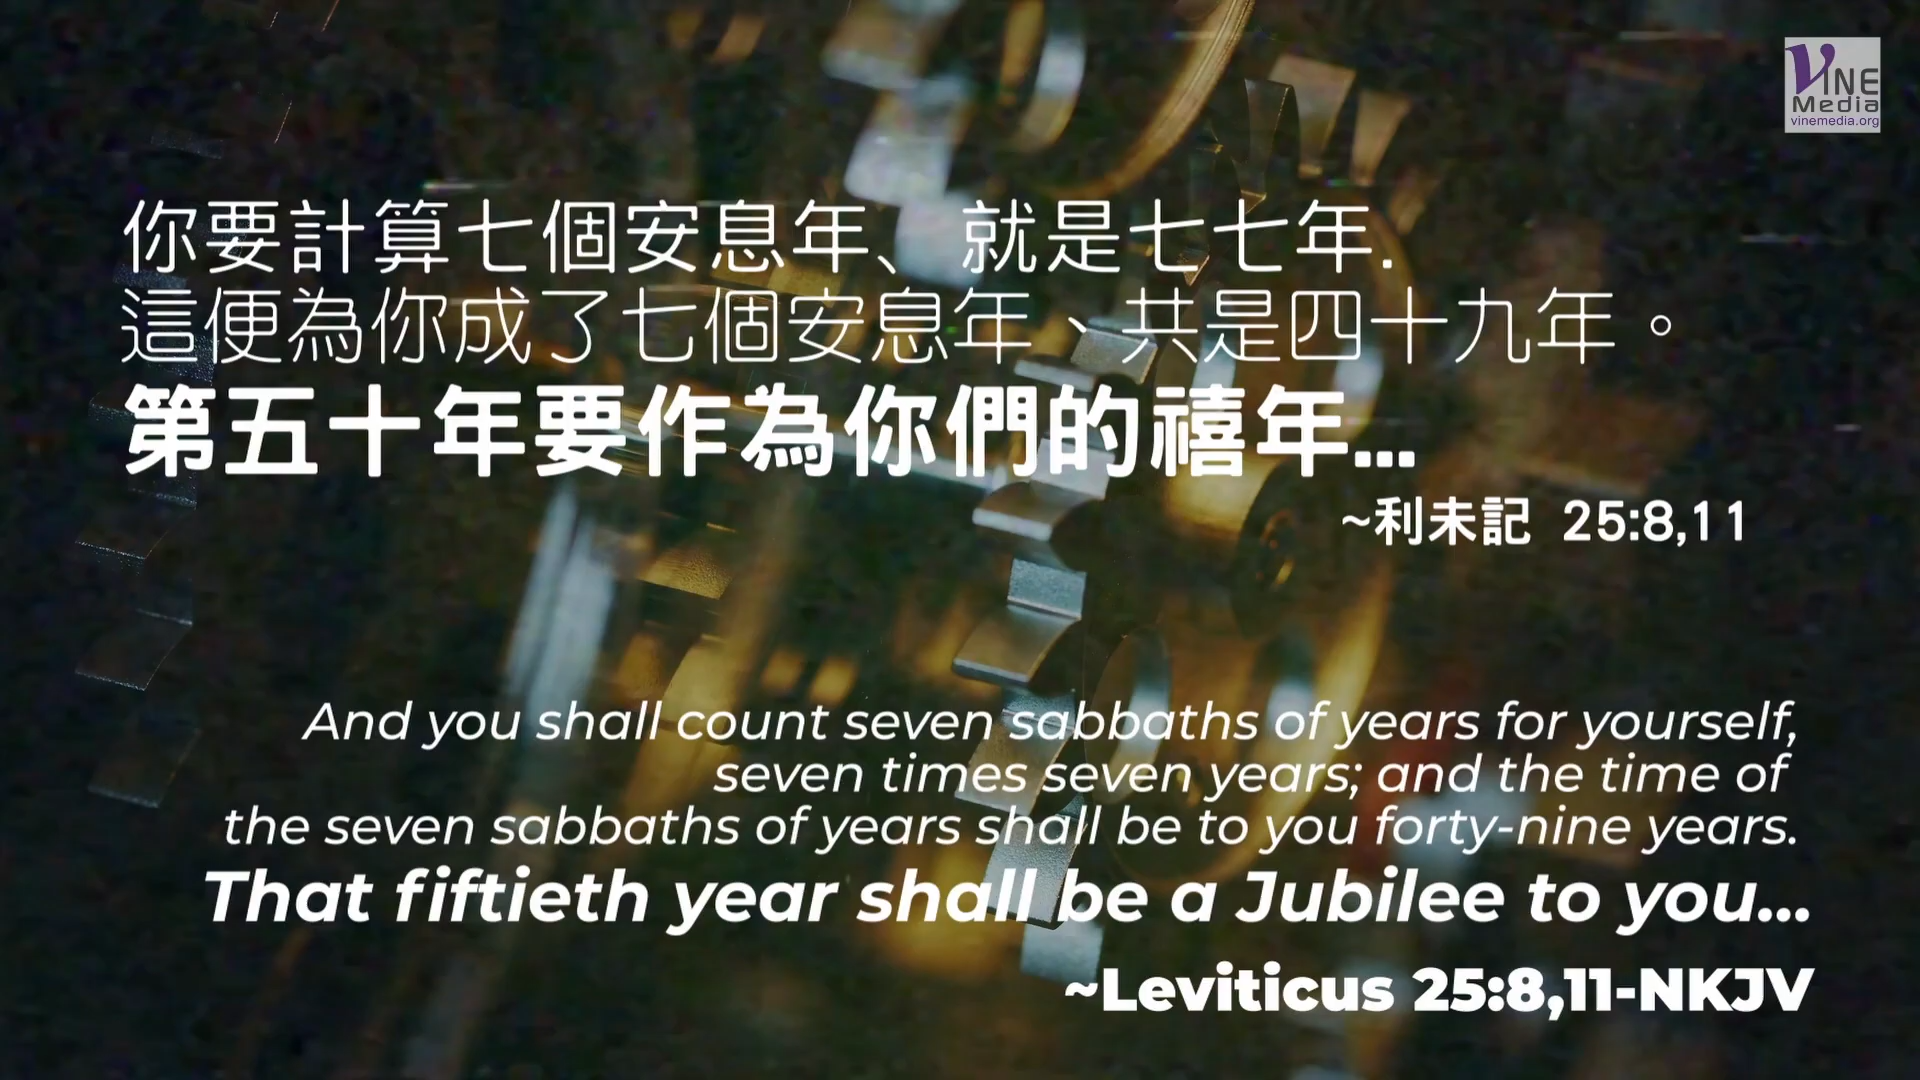 VINE
Media
vinemedia.org
你要計算七個安息年、就是七七年.
這便為你成了七個安息年、共是四十九年。
第五十年要作為你們的禧年...
~利未記 25:8,11
And you shall count seven sabbaths of years for yourself,
seven times seven years; and the time of
the seven sabbaths of years shall be to you forty-nine years.
That fiftieth year shall be a Jubilee to you...
~Leviticus 25:8,11-NKJV